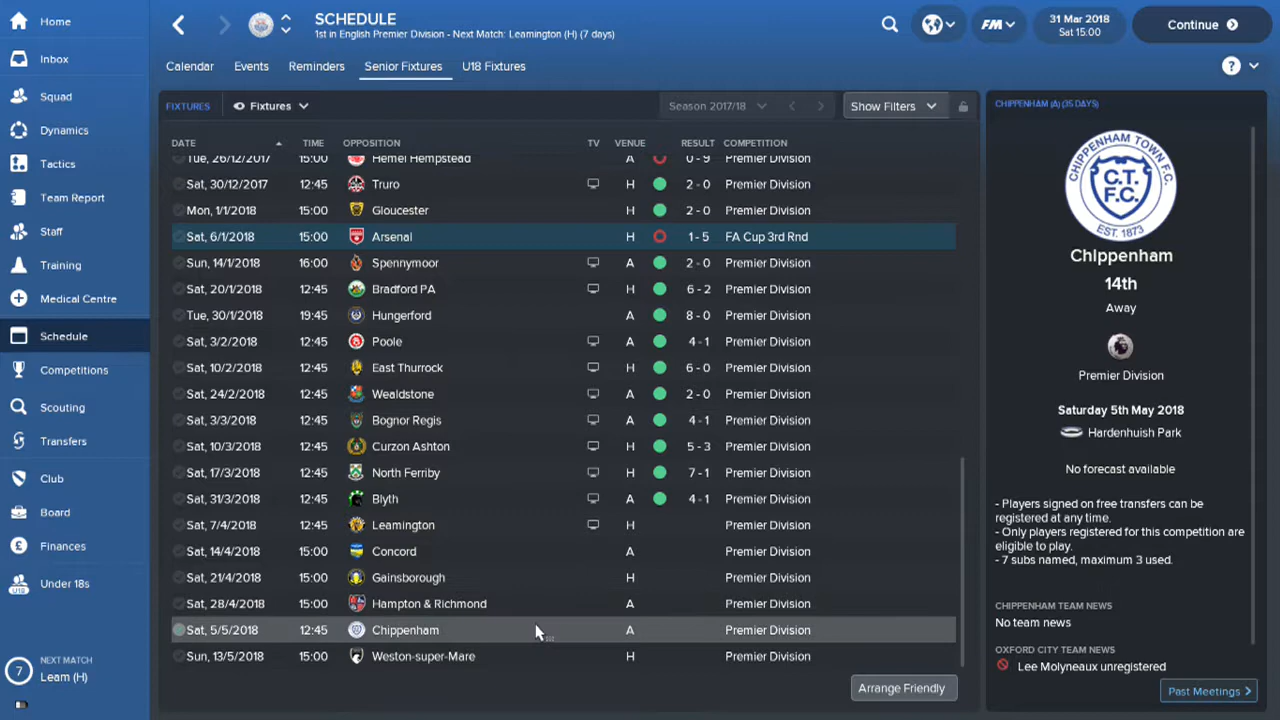 Home
Inbox
Squad
Dynamics
Tactics
Team Report
Staff
Training
Medical Centre
Schedule
Competitions
Scouting
Transfers
Club
Board
Finances
Under 18s
U18
7
NEXT MATCH
Leam (H)
SCHEDULE
1st in English Premier Division - Next Match: Leamington (H) (7 days)
FM
31 Mar 2018
Sat 15:00
Continue
Calendar Events Reminders Senior Fixtures U18 Fixtures
?
FIXTURES Fixtures Season 2017/18 Show Filters
DATE TIME OPPOSITION TV VENUE RESULT COMPETITION
Tue, 26/12/2017 15:00 Hemel Hempstead A 0 - 9 Premier Division
Sat, 30/12/2017 12:45 Truro H 2 - 0 Premier Division
Mon, 1/1/2018 15:00 Gloucester H 2 - 0 Premier Division
Sat, 6/1/2018 15:00 Arsenal H 1 - 5 FA Cup 3rd Rnd
Sun, 14/1/2018 16:00 Spennymoor A 2 - 0 Premier Division
Sat, 20/1/2018 12:45 Bradford PA H 6 - 2 Premier Division
Tue, 30/1/2018 19:45 Hungerford A 8 - 0 Premier Division
Sat, 3/2/2018 12:45 Poole A 4 - 1 Premier Division
Sat, 10/2/2018 12:45 East Thurrock H 6 - 0 Premier Division
Sat, 24/2/2018 12:45 Wealdstone A 2 - 0 Premier Division
Sat, 3/3/2018 12:45 Bognor Regis A 4 - 1 Premier Division
Sat, 10/3/2018 12:45 Curzon Ashton H 5 - 3 Premier Division
Sat, 17/3/2018 12:45 North Ferriby H 7 - 1 Premier Division
Sat, 31/3/2018 12:45 Blyth A 4 - 1 Premier Division
Sat, 7/4/2018 12:45 Leamington H Premier Division
Sat, 14/4/2018 15:00 Concord A Premier Division
Sat, 21/4/2018 15:00 Gainsborough H Premier Division
Sat, 28/4/2018 15:00 Hampton & Richmond A Premier Division
Sat, 5/5/2018 12:45 Chippenham A Premier Division
Sun, 13/5/2018 15:00 Weston-super-Mare H Premier Division
Arrange Friendly
CHIPPENHAM (A) (35 DAYS)
CHIPPENHAM TOWN F.C.
C.T.
F.C.
EST. 1873
Chippenham
14th
Away
Premier Division
Saturday 5th May 2018
Hardenhuish Park
No forecast available
- Players signed on free transfers can be
registered at any time.
- Only players registered for this competition are
eligible to play.
- 7 subs named, maximum 3 used.
CHIPPENHAM TEAM NEWS
No team news
OXFORD CITY TEAM NEWS
Lee Molyneaux unregistered
Past Meetings